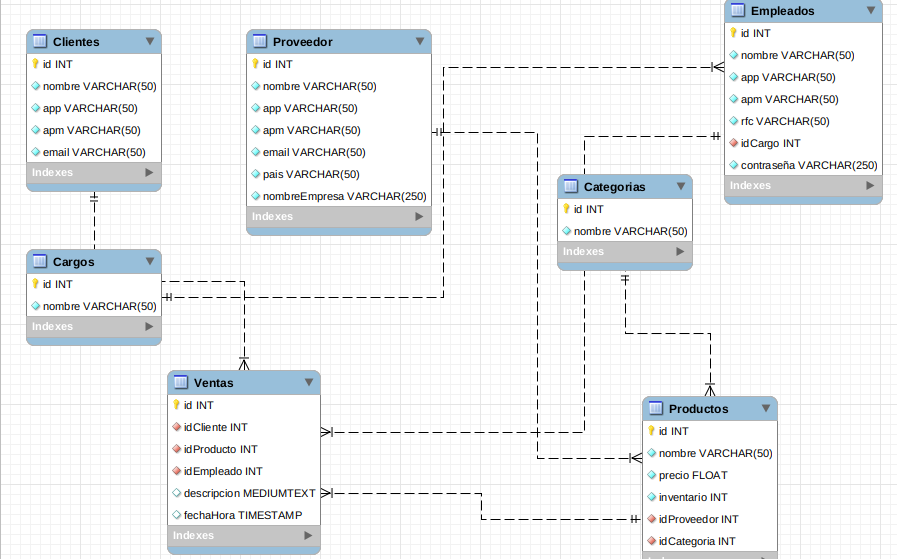 Clientes
id INT
nombre VARCHAR(50)
app VARCHAR(50)
apm VARCHAR(50)
email VARCHAR(50)
Indexes
Proveedor
id INT
nombre VARCHAR(50)
app VARCHAR(50)
apm VARCHAR(50)
email VARCHAR(50)
pais VARCHAR(50)
nombreEmpresa VARCHAR(250)
Indexes
Empleados
id INT
nombre VARCHAR(50)
app VARCHAR(50)
apm VARCHAR(50)
rfc VARCHAR(50)
idCargo INT
contraseña VARCHAR(250)
Indexes
Categorias
id INT
nombre VARCHAR(50)
Indexes
Cargos
id INT
nombre VARCHAR(50)
Indexes
Ventas
id INT
idCliente INT
idProducto INT
idEmpleado INT
descripcion MEDIUMTEXT
fechaHora TIMESTAMP
Indexes
Productos
id INT
nombre VARCHAR(50)
precio FLOAT
inventario INT
idProveedor INT
idCategoria INT